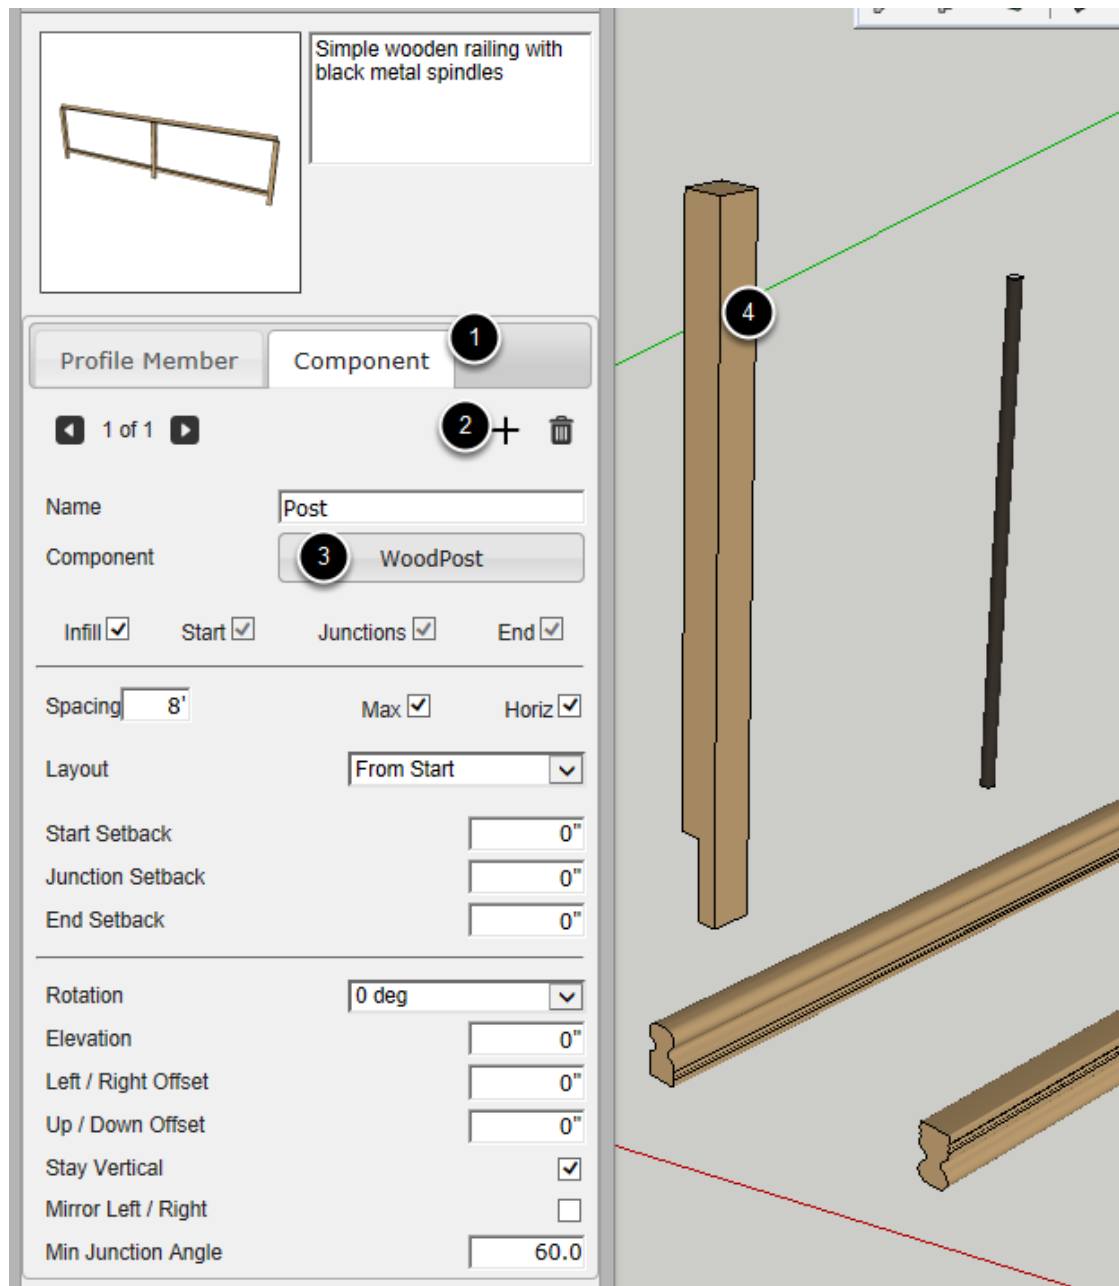 Simple wooden railing with
black metal spindles
Profile Member Component 1
1 of 1 2 +
Name Post
Component 3 WoodPost
Infill Start Junctions End
Spacing 8' Max Horiz
Layout From Start
Start Setback 0"
Junction Setback 0"
End Setback 0"
Rotation 0 deg
Elevation 0"
Left / Right Offset 0"
Up / Down Offset 0"
Stay Vertical
Mirror Left / Right
Min Junction Angle 60.0
4